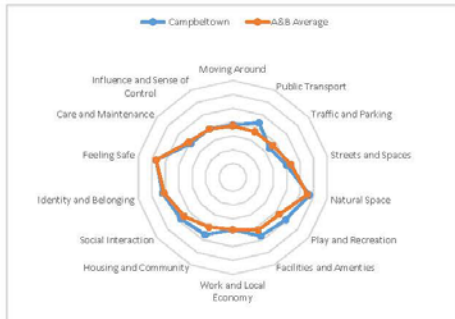 Campbeltown
A&B Average
Moving Around
Public Transport
Traffic and Parking
Streets and Spaces
Natural Space
Play and Recreation
Facilities and Amenties
Work and Local
Economy
Housing and Community
Social Interaction
Identity and Belonging
Feeling Safe
Care and Maintenance
Influence and Sense of
Control